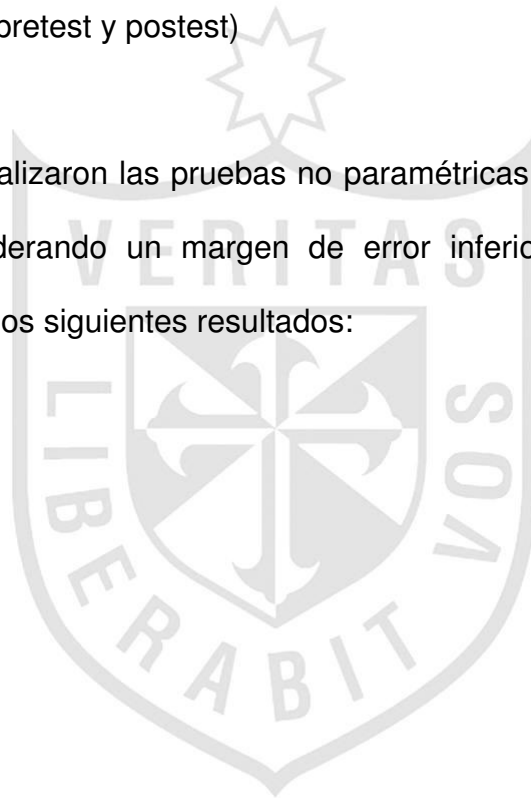 pretest y postest)
alizaron las pruebas no paramétricas
derando un margen de error inferio
os siguientes resultados:
VERITAS
LIBERABIT VOS